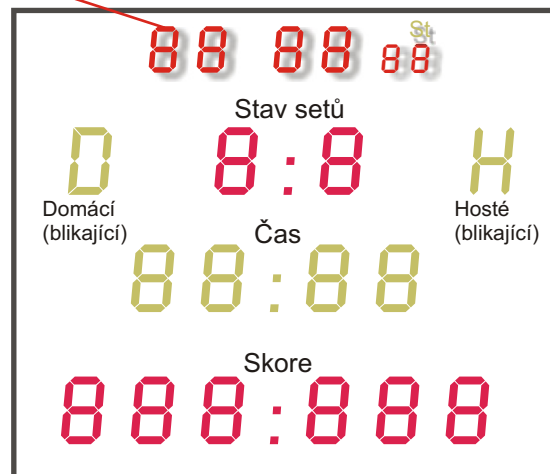 88 88 88 St
Stav setů
D 8:8 H
Domácí Hosté
(blikající) (blikající)
Čas
88:88
Skore
888:888